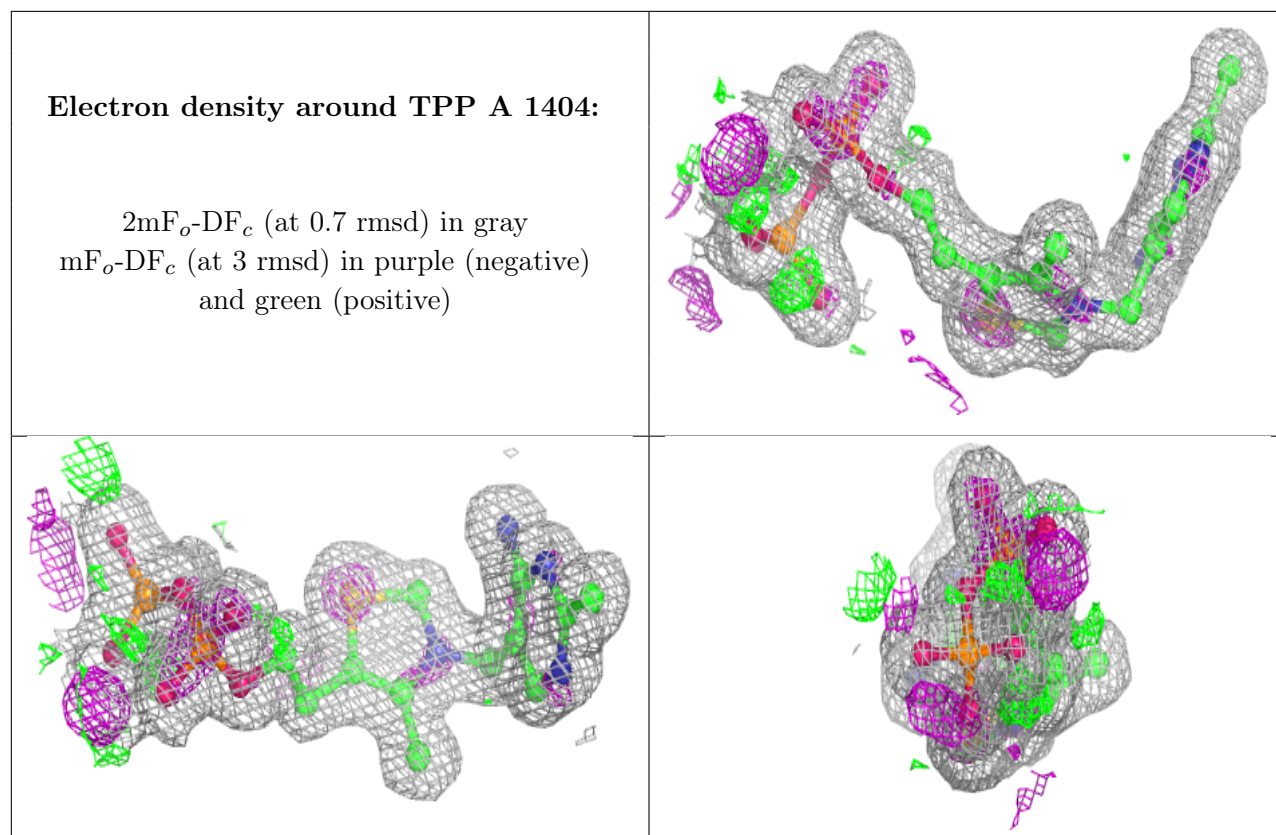 Electron density around TPP A 1404:
2mFₒ-DF𝒸 (at 0.7 rmsd) in gray
mFₒ-DF𝒸 (at 3 rmsd) in purple (negative)
and green (positive)